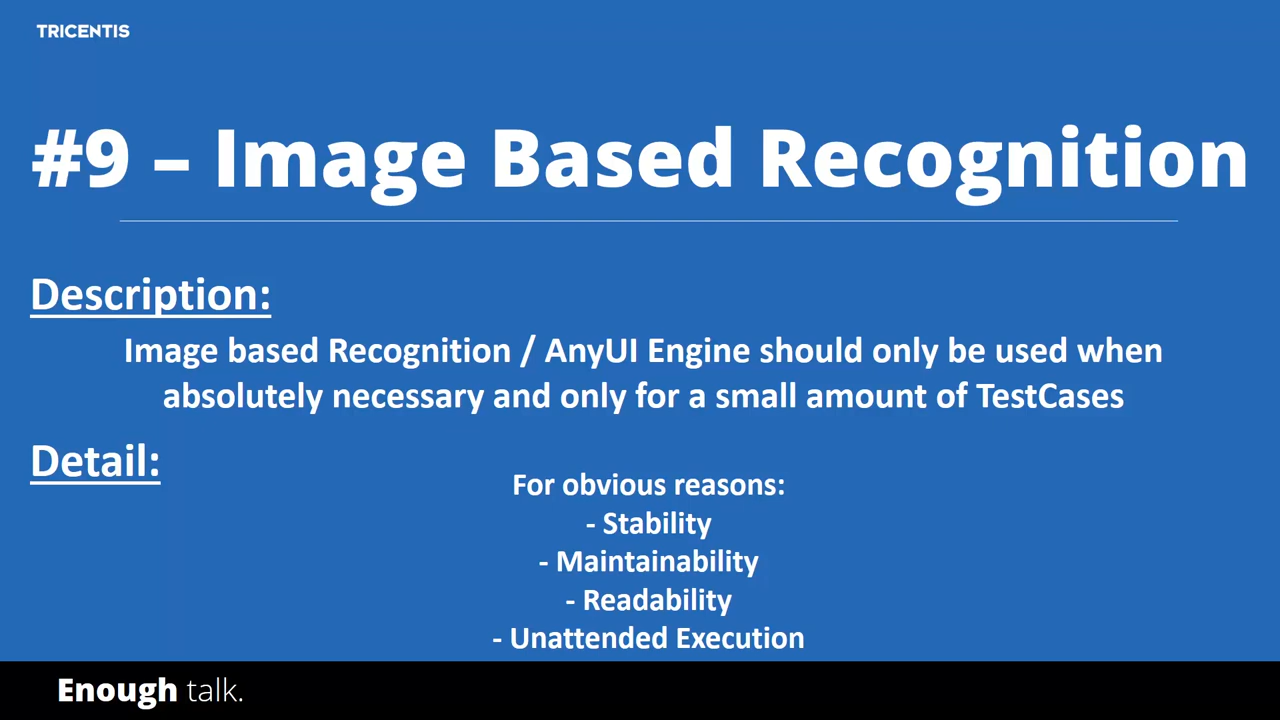 TRICENTIS
#9 – Image Based Recognition
Description:
Image based Recognition / AnyUI Engine should only be used when
absolutely necessary and only for a small amount of TestCases
Detail:
For obvious reasons:
- Stability
- Maintainability
- Readability
- Unattended Execution
Enough talk.